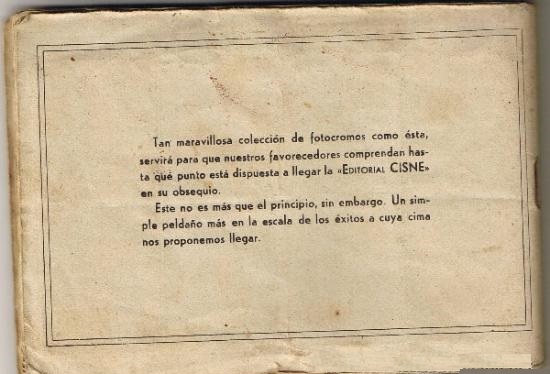 Tan maravillosa colección de fotocromos como ésta,
servirá para que nuestros favorecedores comprendan has-
ta qué punto está dispuesta a llegar la «EDITORIAL CISNE»
en su obsequio.
Este no es más que el principio, sin embargo. Un sim-
ple peldaño más en la escala de los éxitos a cuya cima
nos proponemos llegar.